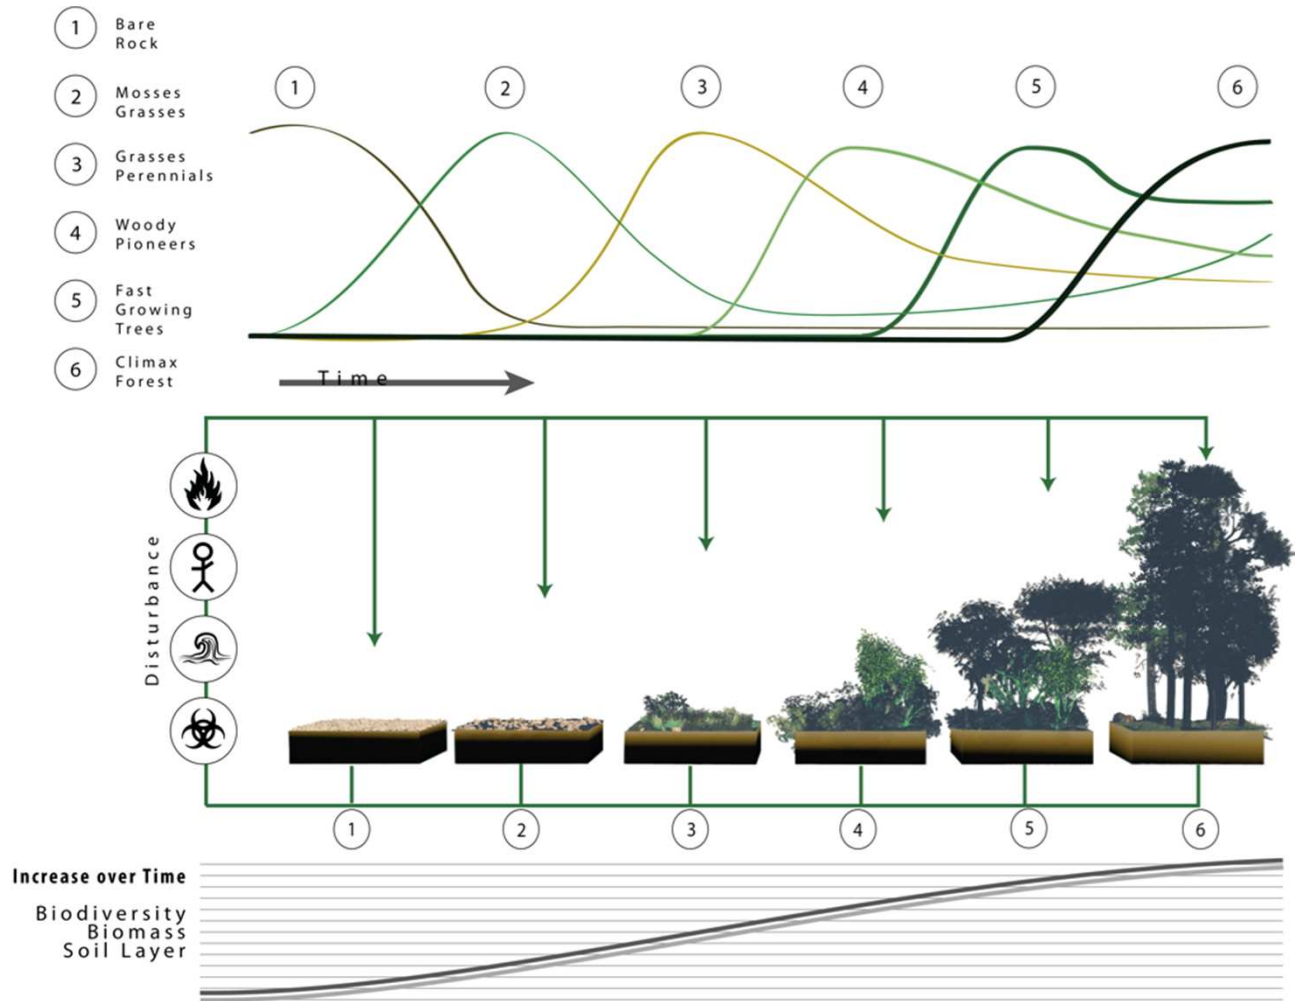 1 Bare
Rock
2 Mosses
Grasses
3 Grasses
Perennials
4 Woody
Pioneers
5 Fast
Growing
Trees
6 Climax
Forest
1 2 3 4 5 6
Time
Disturbance
1 2 3 4 5 6
Increase over Time
Biodiversity
Biomass
Soil Layer